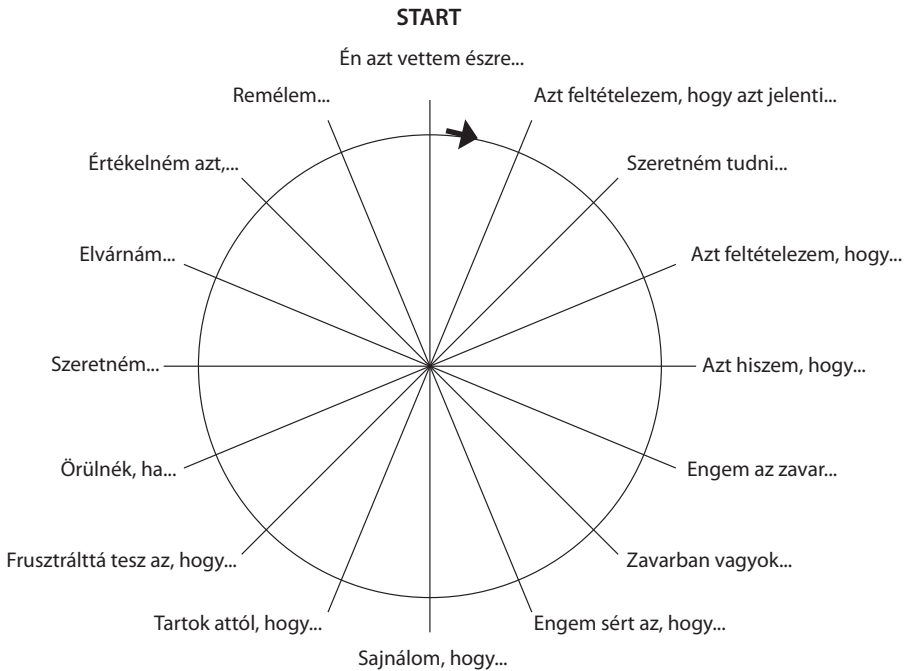 START
Én azt vettem észre...
Azt feltételezem, hogy azt jelenti...
Szeretném tudni...
Azt feltételezem, hogy...
Azt hiszem, hogy...
Engem az zavar...
Zavarban vagyok...
Engem sért az, hogy...
Sajnálom, hogy...
Tartok attól, hogy...
Frusztrálttá tesz az, hogy...
Örülnék, ha...
Szeretném...
Elvárnám...
Értékelném azt,...
Remélem...